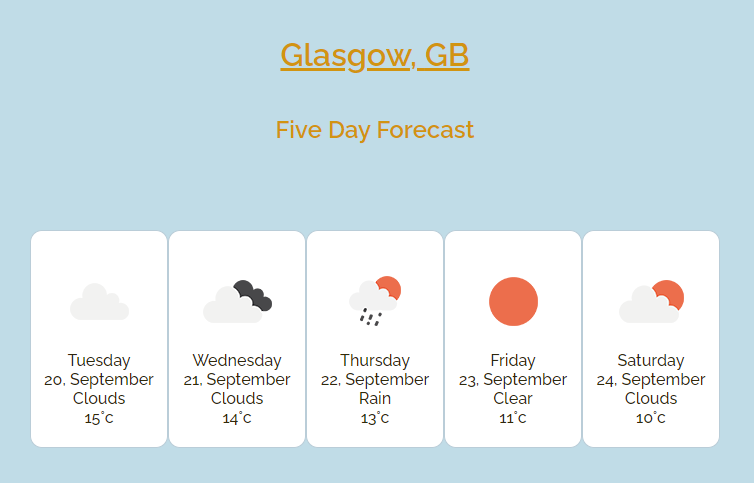 Glasgow, GB
Five Day Forecast
Tuesday
20, September
Clouds
15°c
Wednesday
21, September
Clouds
14°c
Thursday
22, September
Rain
13°c
Friday
23, September
Clear
11°c
Saturday
24, September
Clouds
10°c